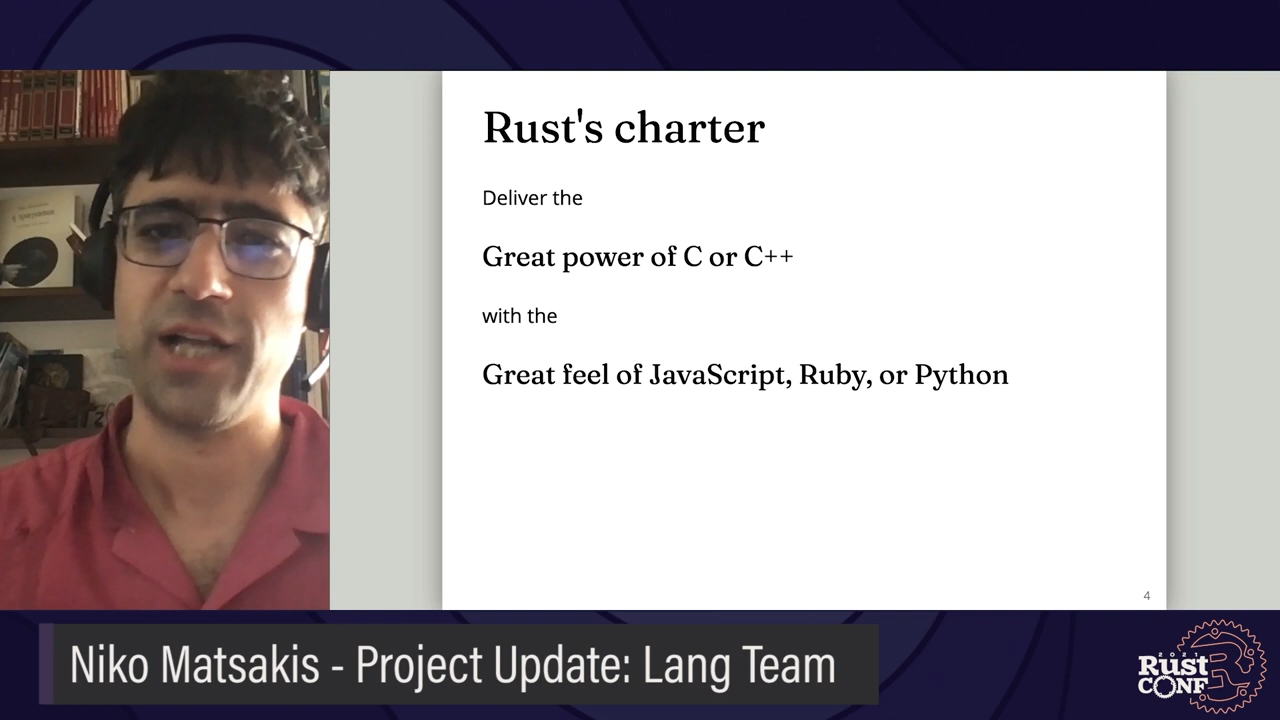 Rust's charter
Deliver the
Great power of C or C++
with the
Great feel of JavaScript, Ruby, or Python
4
Niko Matsakis - Project Update: Lang Team
Rust
CONF